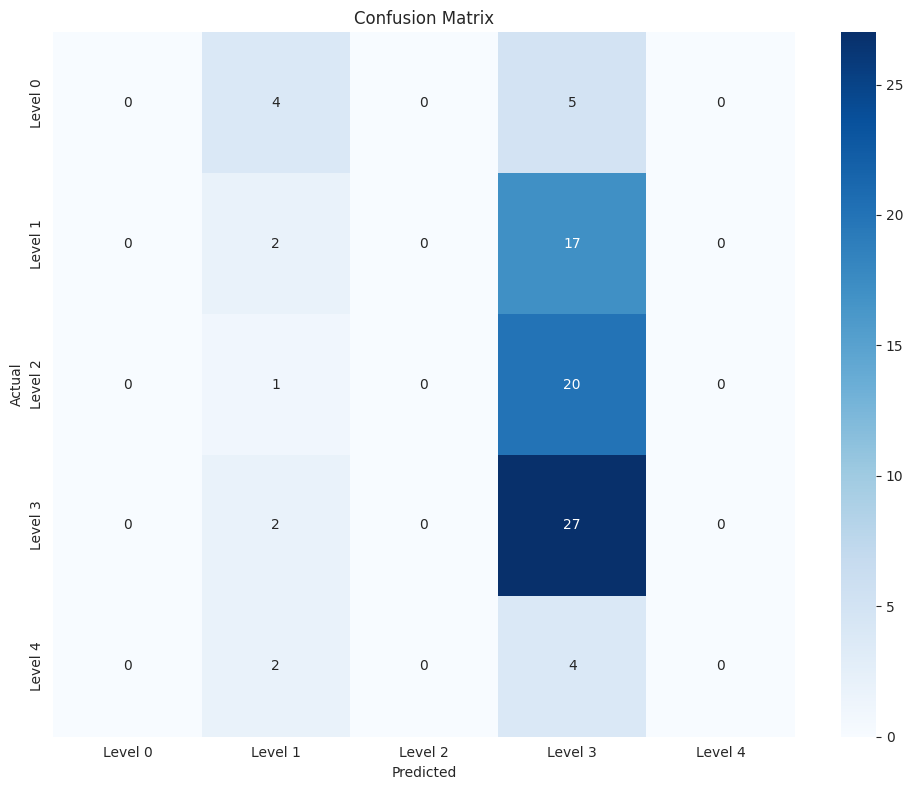 Confusion Matrix
Level 0 0 4 0 5 0
Level 1 0 2 0 17 0
Level 2 0 1 0 20 0
Level 3 0 2 0 27 0
Level 4 0 2 0 4 0
Actual
Level 0 Level 1 Level 2 Level 3 Level 4
Predicted
25
20
15
10
5
0